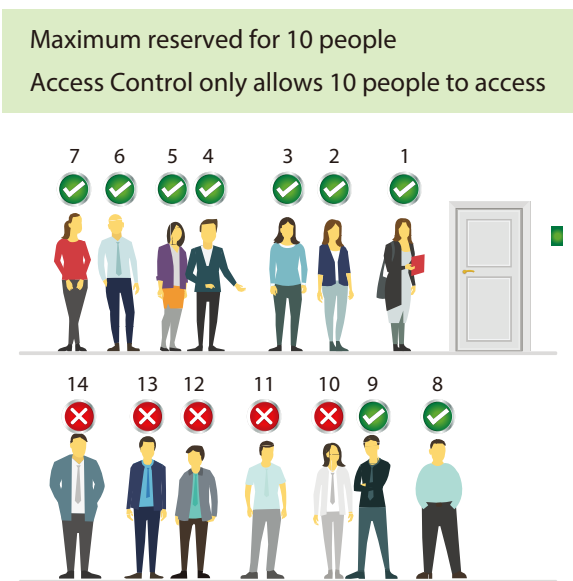 Maximum reserved for 10 people
Access Control only allows 10 people to access
7 6 5 4 3 2 1
14 13 12 11 10 9 8